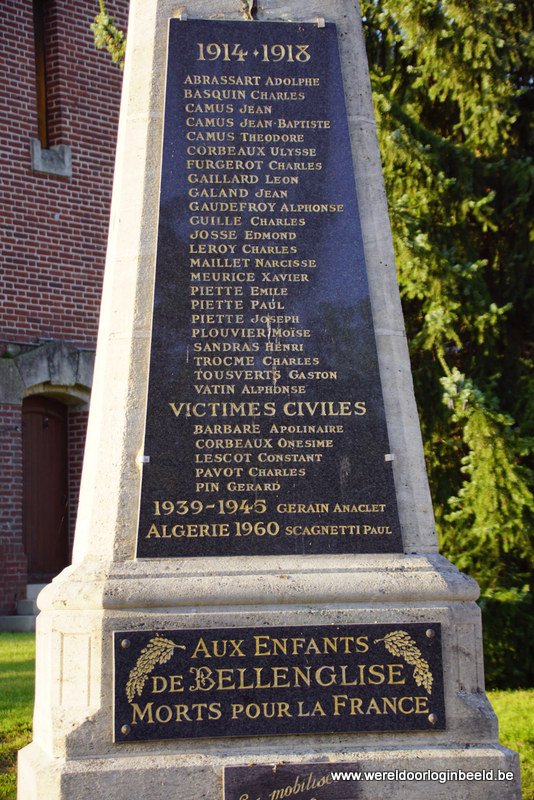 1914·1918
ABRASSART ADOLPHE
BASQUIN CHARLES
CAMUS JEAN
CAMUS JEAN-BAPTISTE
CAMUS THEODORE
CORBEAUX ULYSSE
FURGEROT CHARLES
GAILLARD LEON
GALAND JEAN
GAUDEFROY ALPHONSE
GUILLE CHARLES
JOSSE EDMOND
LEROY CHARLES
MAILLET NARCISSE
MEURICE XAVIER
PIETTE EMILE
PIETTE PAUL
PIETTE JOSEPH
PLOUVIER MOÏSE
SANDRAS HENRI
TROCME CHARLES
TOUSVERTS GASTON
VATIN ALPHONSE
VICTIMES CIVILES
BARBARE APOLINAIRE
CORBEAUX ONESIME
LESCOT CONSTANT
PAVOT CHARLES
PIN GERARD
1939-1945 GERAIN ANACLET
ALGERIE 1960 SCAGNETTI PAUL
AUX ENFANTS
DE BELLENGLISE
MORTS POUR LA FRANCE
mobilis
www.wereldoorloginbeeld.be